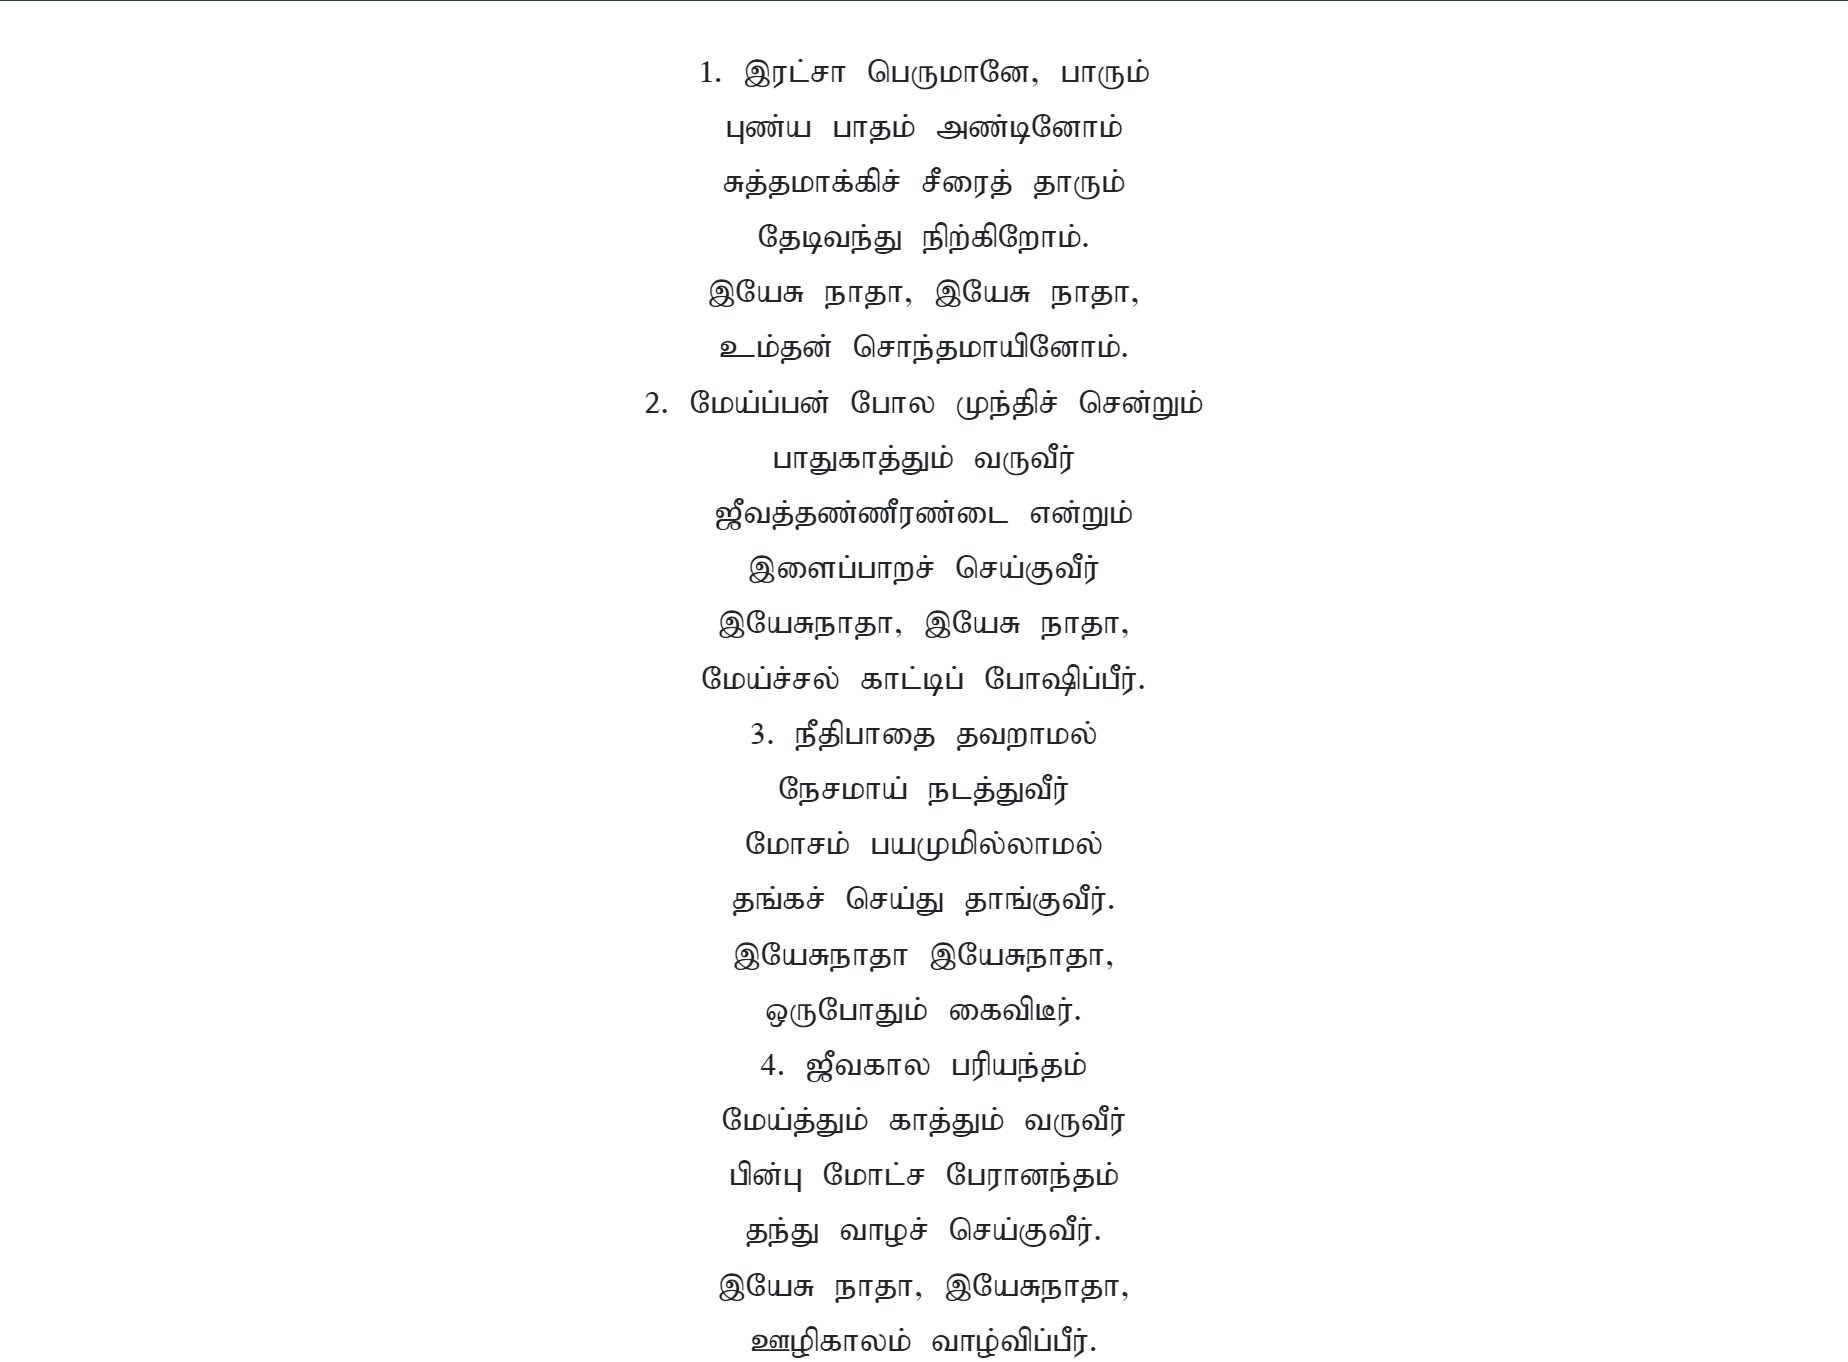 1. இரட்சா பெருமானே, பாரும்
புண்ய பாதம் அண்டினோம்
சுத்தமாக்கிச் சீரைத் தாரும்
தேடிவந்து நிற்கிறோம்.
இயேசு நாதா, இயேசு நாதா,
உம்தன் சொந்தமாயினோம்.
2. மேய்ப்பன் போல முந்திச் சென்றும்
பாதுகாத்தும் வருவீர்
ஜீவத்தண்ணீரண்டை என்றும்
இளைப்பாறச் செய்குவீர்
இயேசுநாதா, இயேசு நாதா,
மேய்ச்சல் காட்டிப் போஷிப்பீர்.
3. நீதிபாதை தவறாமல்
நேசமாய் நடத்துவீர்
மோசம் பயமுமில்லாமல்
தங்கச் செய்து தாங்குவீர்.
இயேசுநாதா இயேசுநாதா,
ஒருபோதும் கைவிடீர்.
4. ஜீவகால பரியந்தம்
மேய்த்தும் காத்தும் வருவீர்
பின்பு மோட்ச பேரானந்தம்
தந்து வாழச் செய்குவீர்.
இயேசு நாதா, இயேசுநாதா,
ஊழிகாலம் வாழ்விப்பீர்.